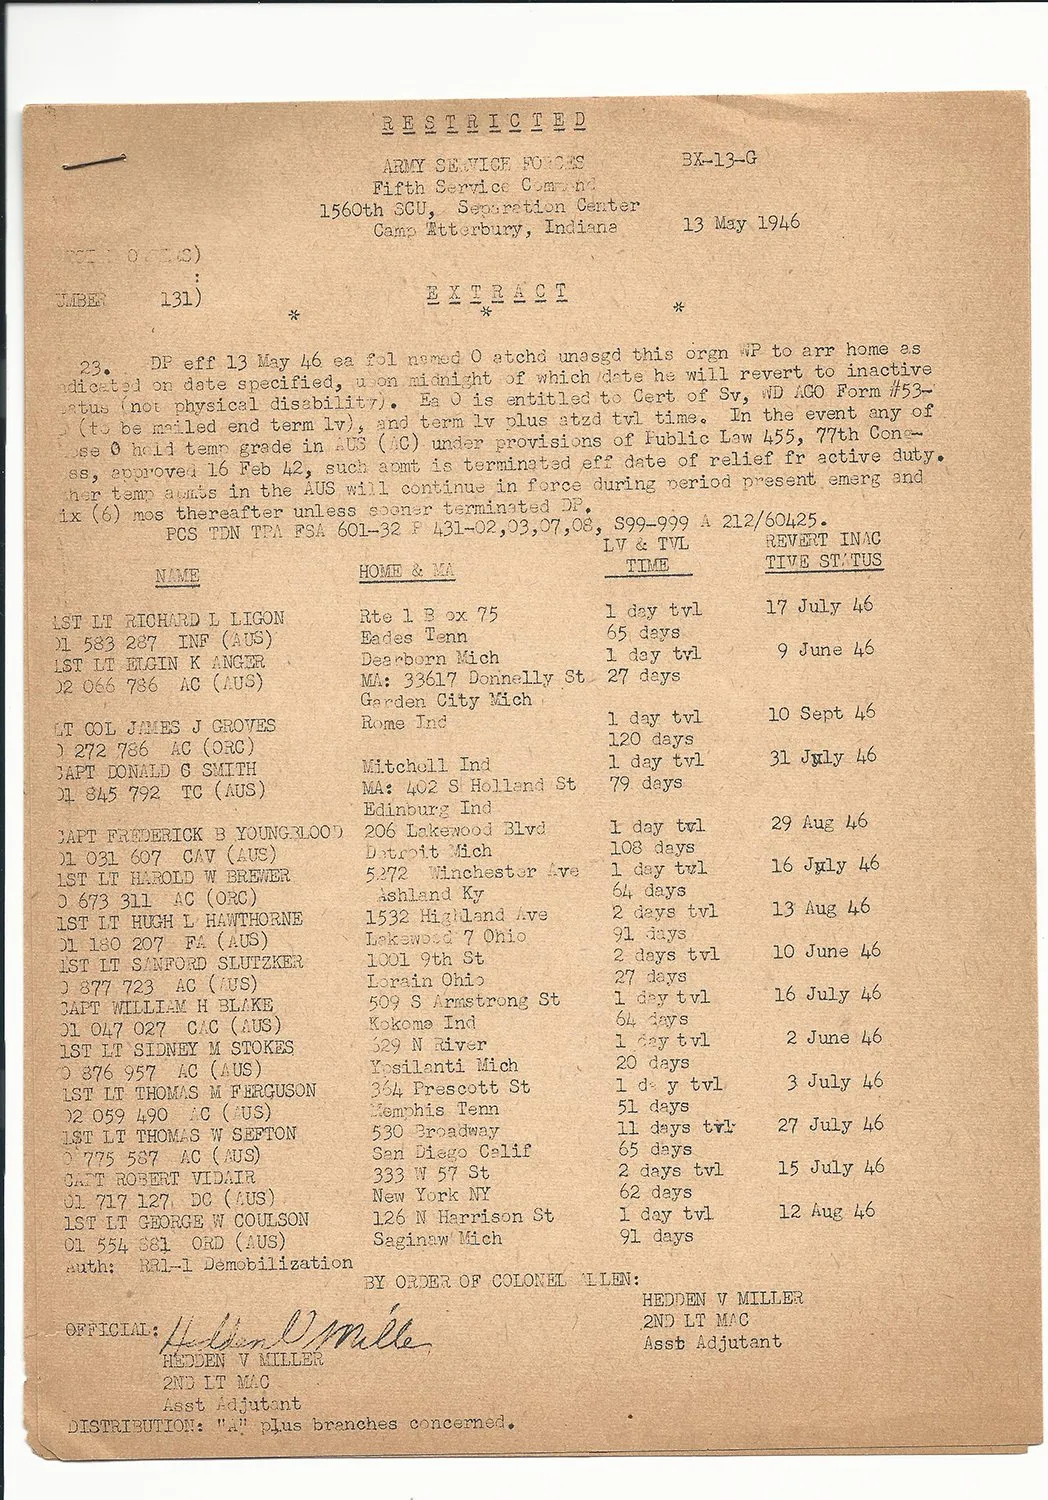 RESTRICTED
ARMY SERVICE FORCES BX-13-G
Fifth Service Command
1560th SCU, Separation Center
Camp Atterbury, Indiana 13 May 1946
)
:
UMBER 131)
EXTRACT
* * *
23. DP eff 13 May 46 ea fol named O atchd unasgd this orgn WP to arr home as
dicated on date specified, upon midnight of which date he will revert to inactive
atus (not physical disability). Ea O is entitled to Cert of Sv, WD AGO Form #53-
(to be mailed end term lv), and term lv plus atzd tvl time. In the event any of
ose O hold temp grade in AUS (AC) under provisions of Public Law 455, 77th Cong-
ss, approved 16 Feb 42, such apmt is terminated eff date of relief fr active duty.
her temp apmts in the AUS will continue in force during period present emerg and
ix (6) mos thereafter unless sooner terminated DP.
PCS TDN TPA FSA 601-32 P 431-02,03,07,08, S99-999 A 212/60425.
NAME HOME & MA LV & TVL TIME REVERT INAC TIVE STATUS
1ST LT RICHARD L LIGON Rte 1 B ox 75 1 day tvl 17 July 46
O1 583 287 INF (AUS) Eades Tenn 65 days
1ST LT ELGIN K ANGER Dearborn Mich 1 day tvl 9 June 46
O2 066 786 AC (AUS) MA: 33617 Donnelly St 27 days
Garden City Mich
LT COL JAMES J GROVES Rome Ind 1 day tvl 10 Sept 46
O 272 786 AC (ORC) 120 days
CAPT DONALD G SMITH Mitchell Ind 1 day tvl 31 July 46
O1 845 792 TC (AUS) MA: 402 S Holland St 79 days
Edinburg Ind
CAPT FREDERICK B YOUNGBLOOD 206 Lakewood Blvd 1 day tvl 29 Aug 46
O1 031 607 CAV (AUS) Detroit Mich 108 days
1ST LT HAROLD W BREWER 5272 Winchester Ave 1 day tvl 16 July 46
O 673 311 AC (ORC) Ashland Ky 64 days
1ST LT HUGH L HAWTHORNE 1532 Highland Ave 2 days tvl 13 Aug 46
O1 180 207 FA (AUS) Lakewood 7 Ohio 91 days
1ST LT SANFORD SLUTZKER 1001 9th St 2 days tvl 10 June 46
O 877 723 AC (AUS) Lorain Ohio 27 days
CAPT WILLIAM H BLAKE 509 S Armstrong St 1 day tvl 16 July 46
O1 047 027 CAC (AUS) Kokomo Ind 64 days
1ST LT SIDNEY M STOKES 629 N River 1 day tvl 2 June 46
O 876 957 AC (AUS) Ypsilanti Mich 20 days
1ST LT THOMAS M FERGUSON 364 Prescott St 1 da y tvl 3 July 46
O2 059 490 AC (AUS) Memphis Tenn 51 days
1ST LT THOMAS W SEFTON 530 Broadway 11 days tvl 27 July 46
O 775 587 AC (AUS) San Diego Calif 65 days
CAPT ROBERT VIDAIR 333 W 57 St 2 days tvl 15 July 46
O1 717 127 DC (AUS) New York NY 62 days
1ST LT GEORGE W COULSON 126 N Harrison St 1 day tvl 12 Aug 46
O1 554 881 ORD (AUS) Saginaw Mich 91 days
Auth: RR1-1 Demobilization
BY ORDER OF COLONEL ALLEN:
HEDDEN V MILLER
2ND LT MAC
Asst Adjutant
OFFICIAL: Hedden V Miller
HEDDEN V MILLER
2ND LT MAC
Asst Adjutant
DISTRIBUTION: "A" plus branches concerned.